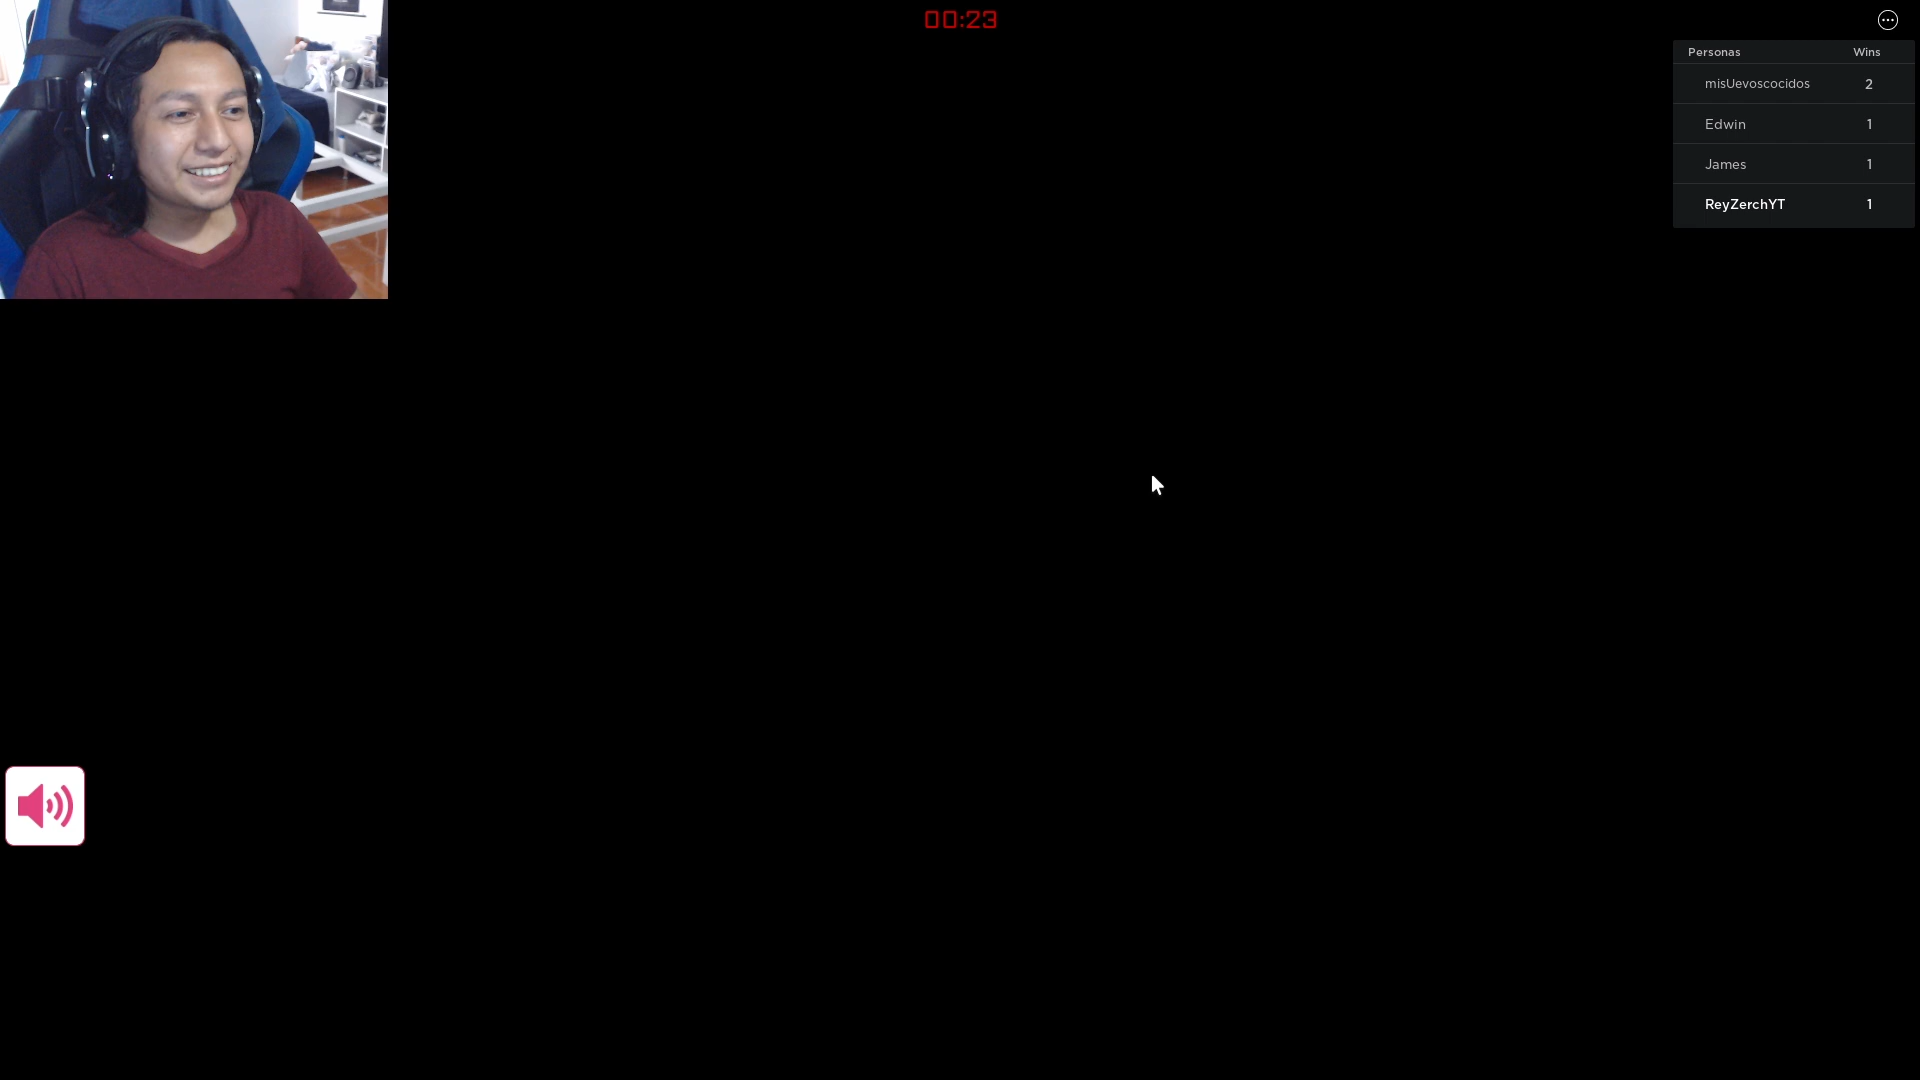 00:23
Personas Wins
misUevoscocidos 2
Edwin 1
James 1
ReyZerchYT 1